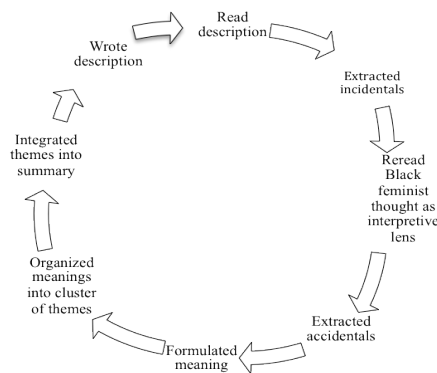 Read
description
Extracted
incidentals
Reread
Black
feminist
thought as
interpretive
lens
Extracted
accidentals
Formulated
meaning
Organized
meanings
into cluster
of themes
Integrated
themes into
summary
Wrote
description